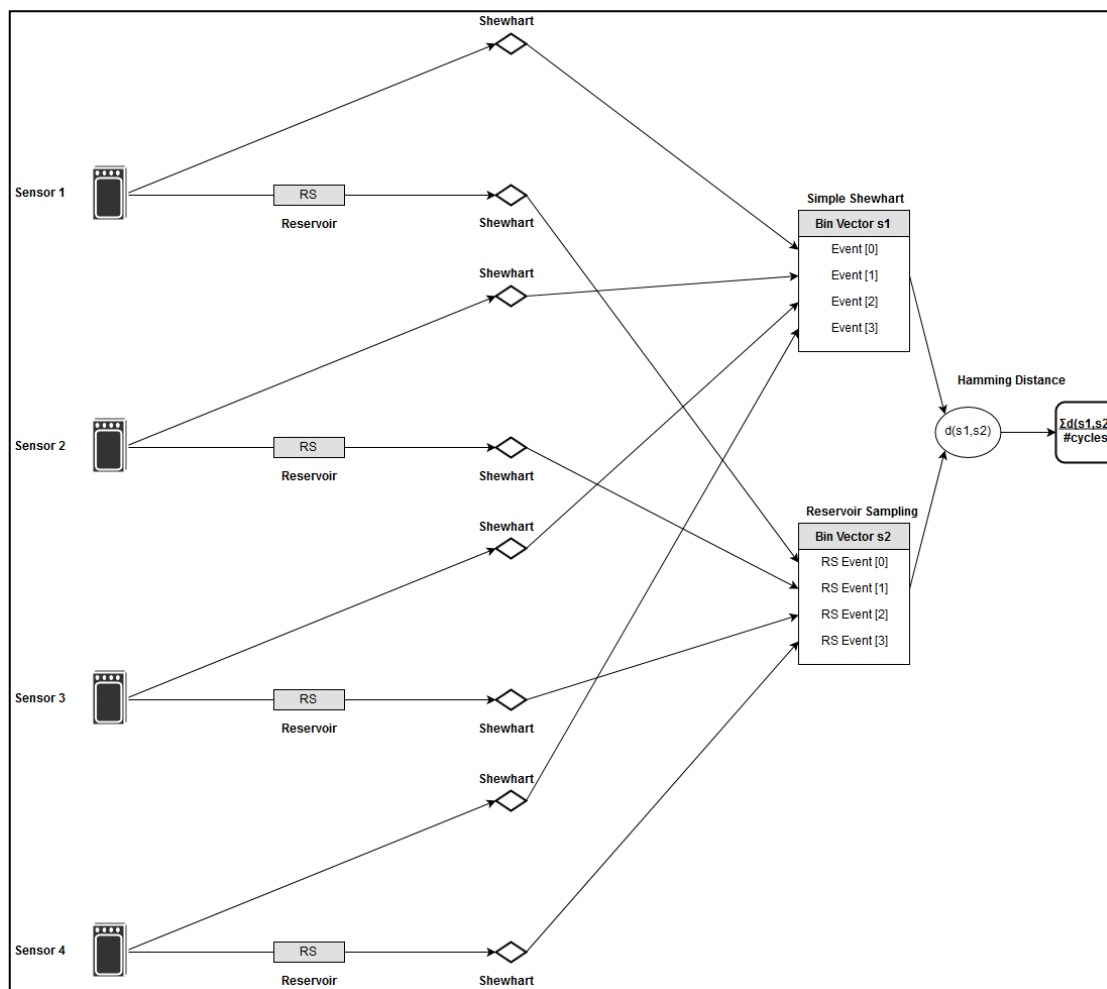 Shewhart
Sensor 1
RS
Reservoir
Shewhart
Shewhart
Sensor 2
RS
Reservoir
Shewhart
Shewhart
Sensor 3
RS
Reservoir
Shewhart
Shewhart
Sensor 4
RS
Reservoir
Shewhart
Simple Shewhart
Bin Vector s1
Event [0]
Event [1]
Event [2]
Event [3]
Reservoir Sampling
Bin Vector s2
RS Event [0]
RS Event [1]
RS Event [2]
RS Event [3]
Hamming Distance
d(s1,s2)
Σd(s1,s2
#cycles